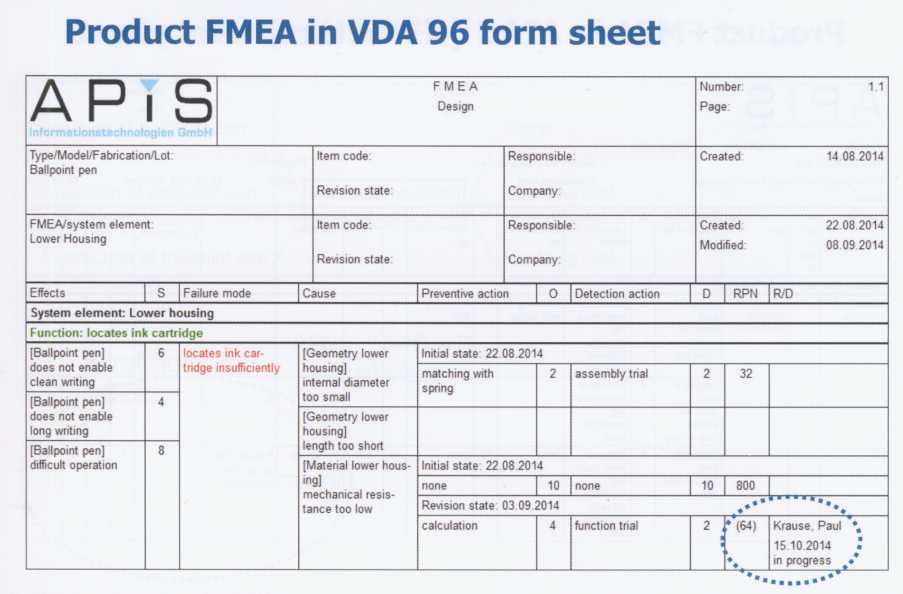 Product FMEA in VDA 96 form sheet
APiS
Informationstechnologien GmbH
F M E A
Design
Number: 1.1
Page:
Type/Model/Fabrication/Lot:
Ballpoint pen
Item code:
Revision state:
Responsible:
Company:
Created: 14.08.2014
FMEA/system element:
Lower Housing
Item code:
Revision state:
Responsible:
Company:
Created: 22.08.2014
Modified: 08.09.2014
Effects S Failure mode Cause Preventive action O Detection action D RPN R/D
System element: Lower housing
Function: locates ink cartridge
[Ballpoint pen]
does not enable
clean writing
6
[Ballpoint pen]
does not enable
long writing
4
[Ballpoint pen]
difficult operation
8
locates ink car-
tridge insufficiently
[Geometry lower
housing]
internal diameter
too small
Initial state: 22.08.2014
matching with
spring
2 assembly trial 2 32
[Geometry lower
housing]
length too short
[Material lower hous-
ing]
mechanical resis-
tance too low
Initial state: 22.08.2014
none 10 none 10 800
Revision state: 03.09.2014
calculation 4 function trial 2 (64) Krause, Paul
15.10.2014
in progress